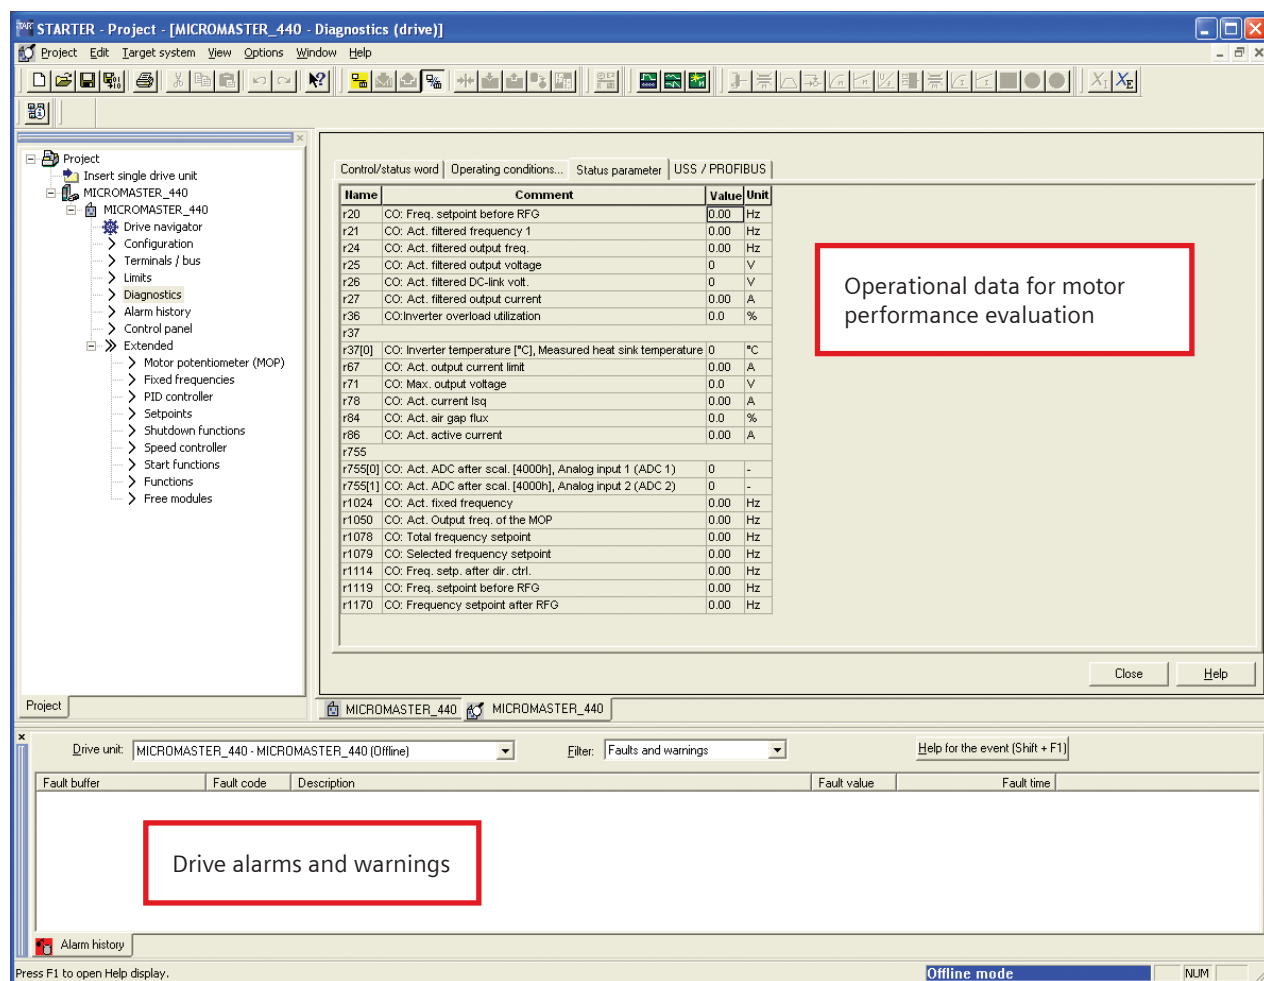 STARTER - Project - [MICROMASTER_440 - Diagnostics (drive)]
Project Edit Target system View Options Window Help
Project
Insert single drive unit
MICROMASTER_440
MICROMASTER_440
Drive navigator
Configuration
Terminals / bus
Limits
Diagnostics
Alarm history
Control panel
Extended
Motor potentiometer (MOP)
Fixed frequencies
PID controller
Setpoints
Shutdown functions
Speed controller
Start functions
Functions
Free modules
Project
Control/status word Operating conditions... Status parameter USS / PROFIBUS
Name Comment Value Unit
r20 CO: Freq. setpoint before RFG 0.00 Hz
r21 CO: Act. filtered frequency 1 0.00 Hz
r24 CO: Act. filtered output freq. 0.00 Hz
r25 CO: Act. filtered output voltage 0 V
r26 CO: Act. filtered DC-link volt. 0 V
r27 CO: Act. filtered output current 0.00 A
r36 CO:Inverter overload utilization 0.0 %
r37
r37[0] CO: Inverter temperature [°C], Measured heat sink temperature 0 °C
r67 CO: Act. output current limit 0.00 A
r71 CO: Max. output voltage 0.0 V
r78 CO: Act. current Isq 0.00 A
r84 CO: Act. air gap flux 0.0 %
r86 CO: Act. active current 0.00 A
r755
r755[0] CO: Act. ADC after scal. [4000h], Analog input 1 (ADC 1) 0 -
r755[1] CO: Act. ADC after scal. [4000h], Analog input 2 (ADC 2) 0 -
r1024 CO: Act. fixed frequency 0.00 Hz
r1050 CO: Act. Output freq. of the MOP 0.00 Hz
r1078 CO: Total frequency setpoint 0.00 Hz
r1079 CO: Selected frequency setpoint 0.00 Hz
r1114 CO: Freq. setp. after dir. ctrl. 0.00 Hz
r1119 CO: Freq. setpoint before RFG 0.00 Hz
r1170 CO: Frequency setpoint after RFG 0.00 Hz
Operational data for motor
performance evaluation
Close Help
MICROMASTER_440 MICROMASTER_440
Drive unit: MICROMASTER_440 - MICROMASTER_440 (Offline) Filter: Faults and warnings Help for the event (Shift + F1)
Fault buffer Fault code Description Fault value Fault time
Drive alarms and warnings
Alarm history
Press F1 to open Help display. Offline mode NUM